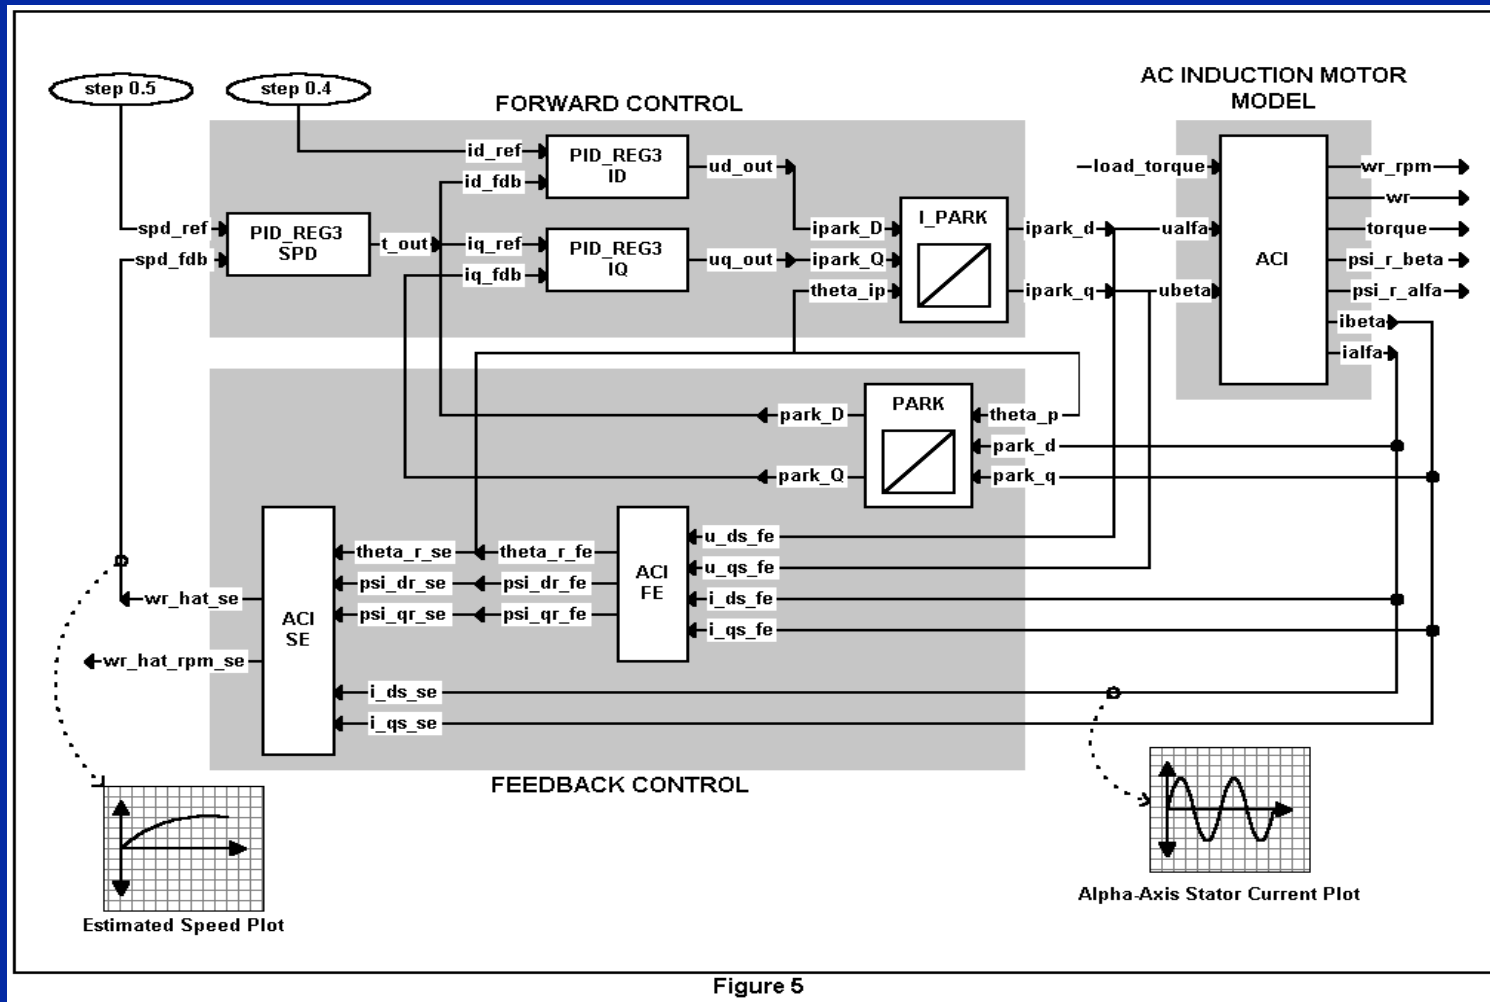 AC INDUCTION MOTOR
MODEL
step 0.5
step 0.4
FORWARD CONTROL
id_ref
id_fdb
PID_REG3
ID
ud_out
load_torque
wr_rpm
wr
spd_ref
spd_fdb
PID_REG3
SPD
t_out
iq_ref
iq_fdb
PID_REG3
IQ
uq_out
ipark_D
ipark_Q
theta_ip
I_PARK
ipark_d
ipark_q
ualfa
ubeta
ACI
torque
psi_r_beta
psi_r_alfa
ibeta
ialfa
park_D
park_Q
PARK
theta_p
park_d
park_q
theta_r_se
theta_r_fe
psi_dr_se
psi_dr_fe
psi_qr_se
psi_qr_fe
ACI
FE
u_ds_fe
u_qs_fe
i_ds_fe
i_qs_fe
wr_hat_se
wr_hat_rpm_se
ACI
SE
i_ds_se
i_qs_se
FEEDBACK CONTROL
Estimated Speed Plot
Alpha-Axis Stator Current Plot
Figure 5